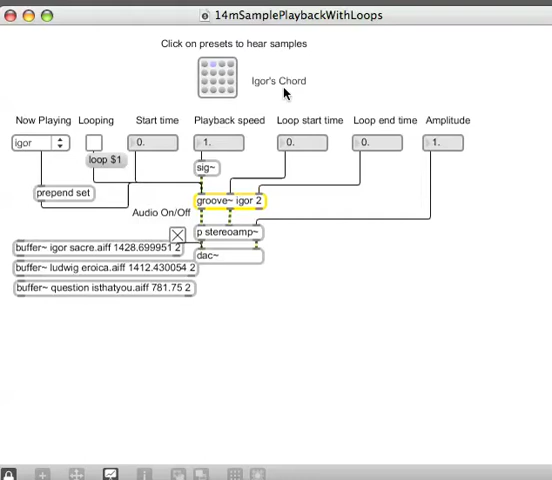 14mSamplePlaybackWithLoops
Click on presets to hear samples
Igor's Chord
Now Playing Looping Start time Playback speed Loop start time Loop end time Amplitude
igor 0. 1. 0. 0. 1.
loop $1
sig~
prepend set
groove~ igor 2
Audio On/Off
p stereoamp~
buffer~ igor sacre.aiff 1428.699951 2
dac~
buffer~ ludwig eroica.aiff 1412.430054 2
buffer~ question isthatyou.aiff 781.75 2